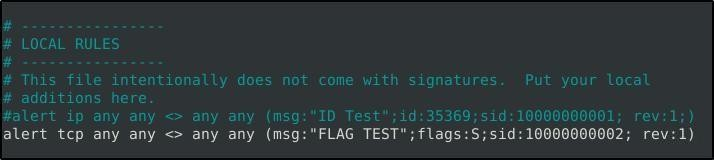 # ----------------
# LOCAL RULES
# ----------------
# This file intentionally does not come with signatures.  Put your local
# additions here.
#alert ip any any <> any any (msg:"ID Test";id:35369;sid:10000000001; rev:1;)
alert tcp any any <> any any (msg:"FLAG TEST";flags:S;sid:10000000002; rev:1)